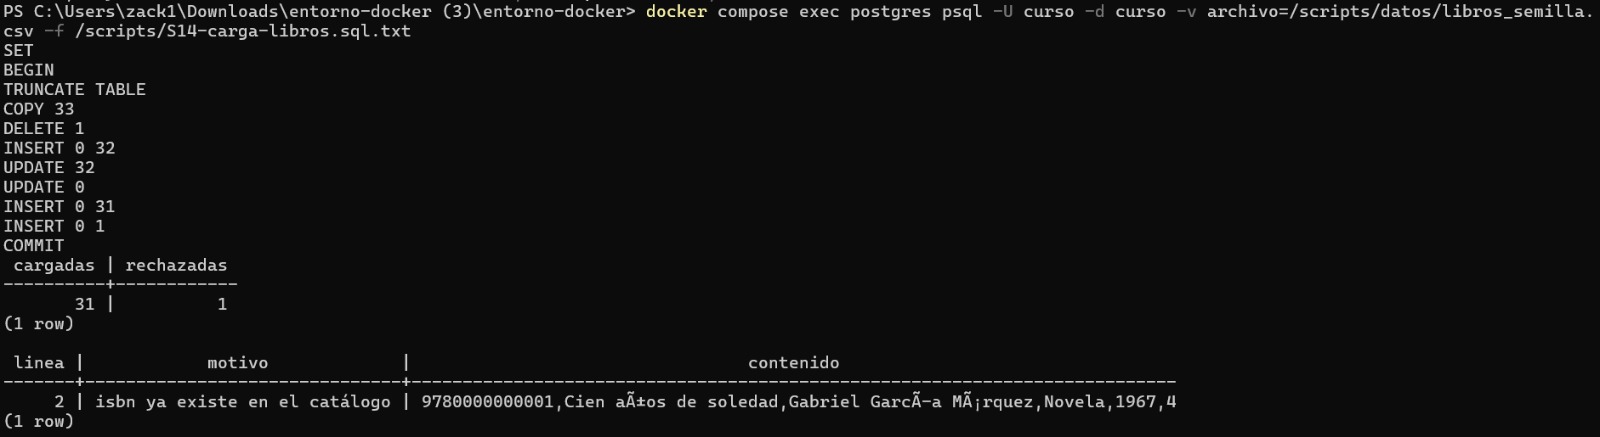 PS C:\Users\zack1\Downloads\entorno-docker (3)\entorno-docker> docker compose exec postgres psql -U curso -d curso -v archivo=/scripts/datos/libros_semilla.
csv -f /scripts/S14-carga-libros.sql.txt
SET
BEGIN
TRUNCATE TABLE
COPY 33
DELETE 1
INSERT 0 32
UPDATE 32
UPDATE 0
INSERT 0 31
INSERT 0 1
COMMIT
 cargadas | rechazadas
----------+------------
       31 |          1
(1 row)
 linea |            motivo            |                                 contenido
-------+------------------------------+--------------------------------------------------------------------------
     2 | isbn ya existe en el catálogo | 9780000000001,Cien aÃ±os de soledad,Gabriel GarcÃ-a MÃ¡rquez,Novela,1967,4
(1 row)